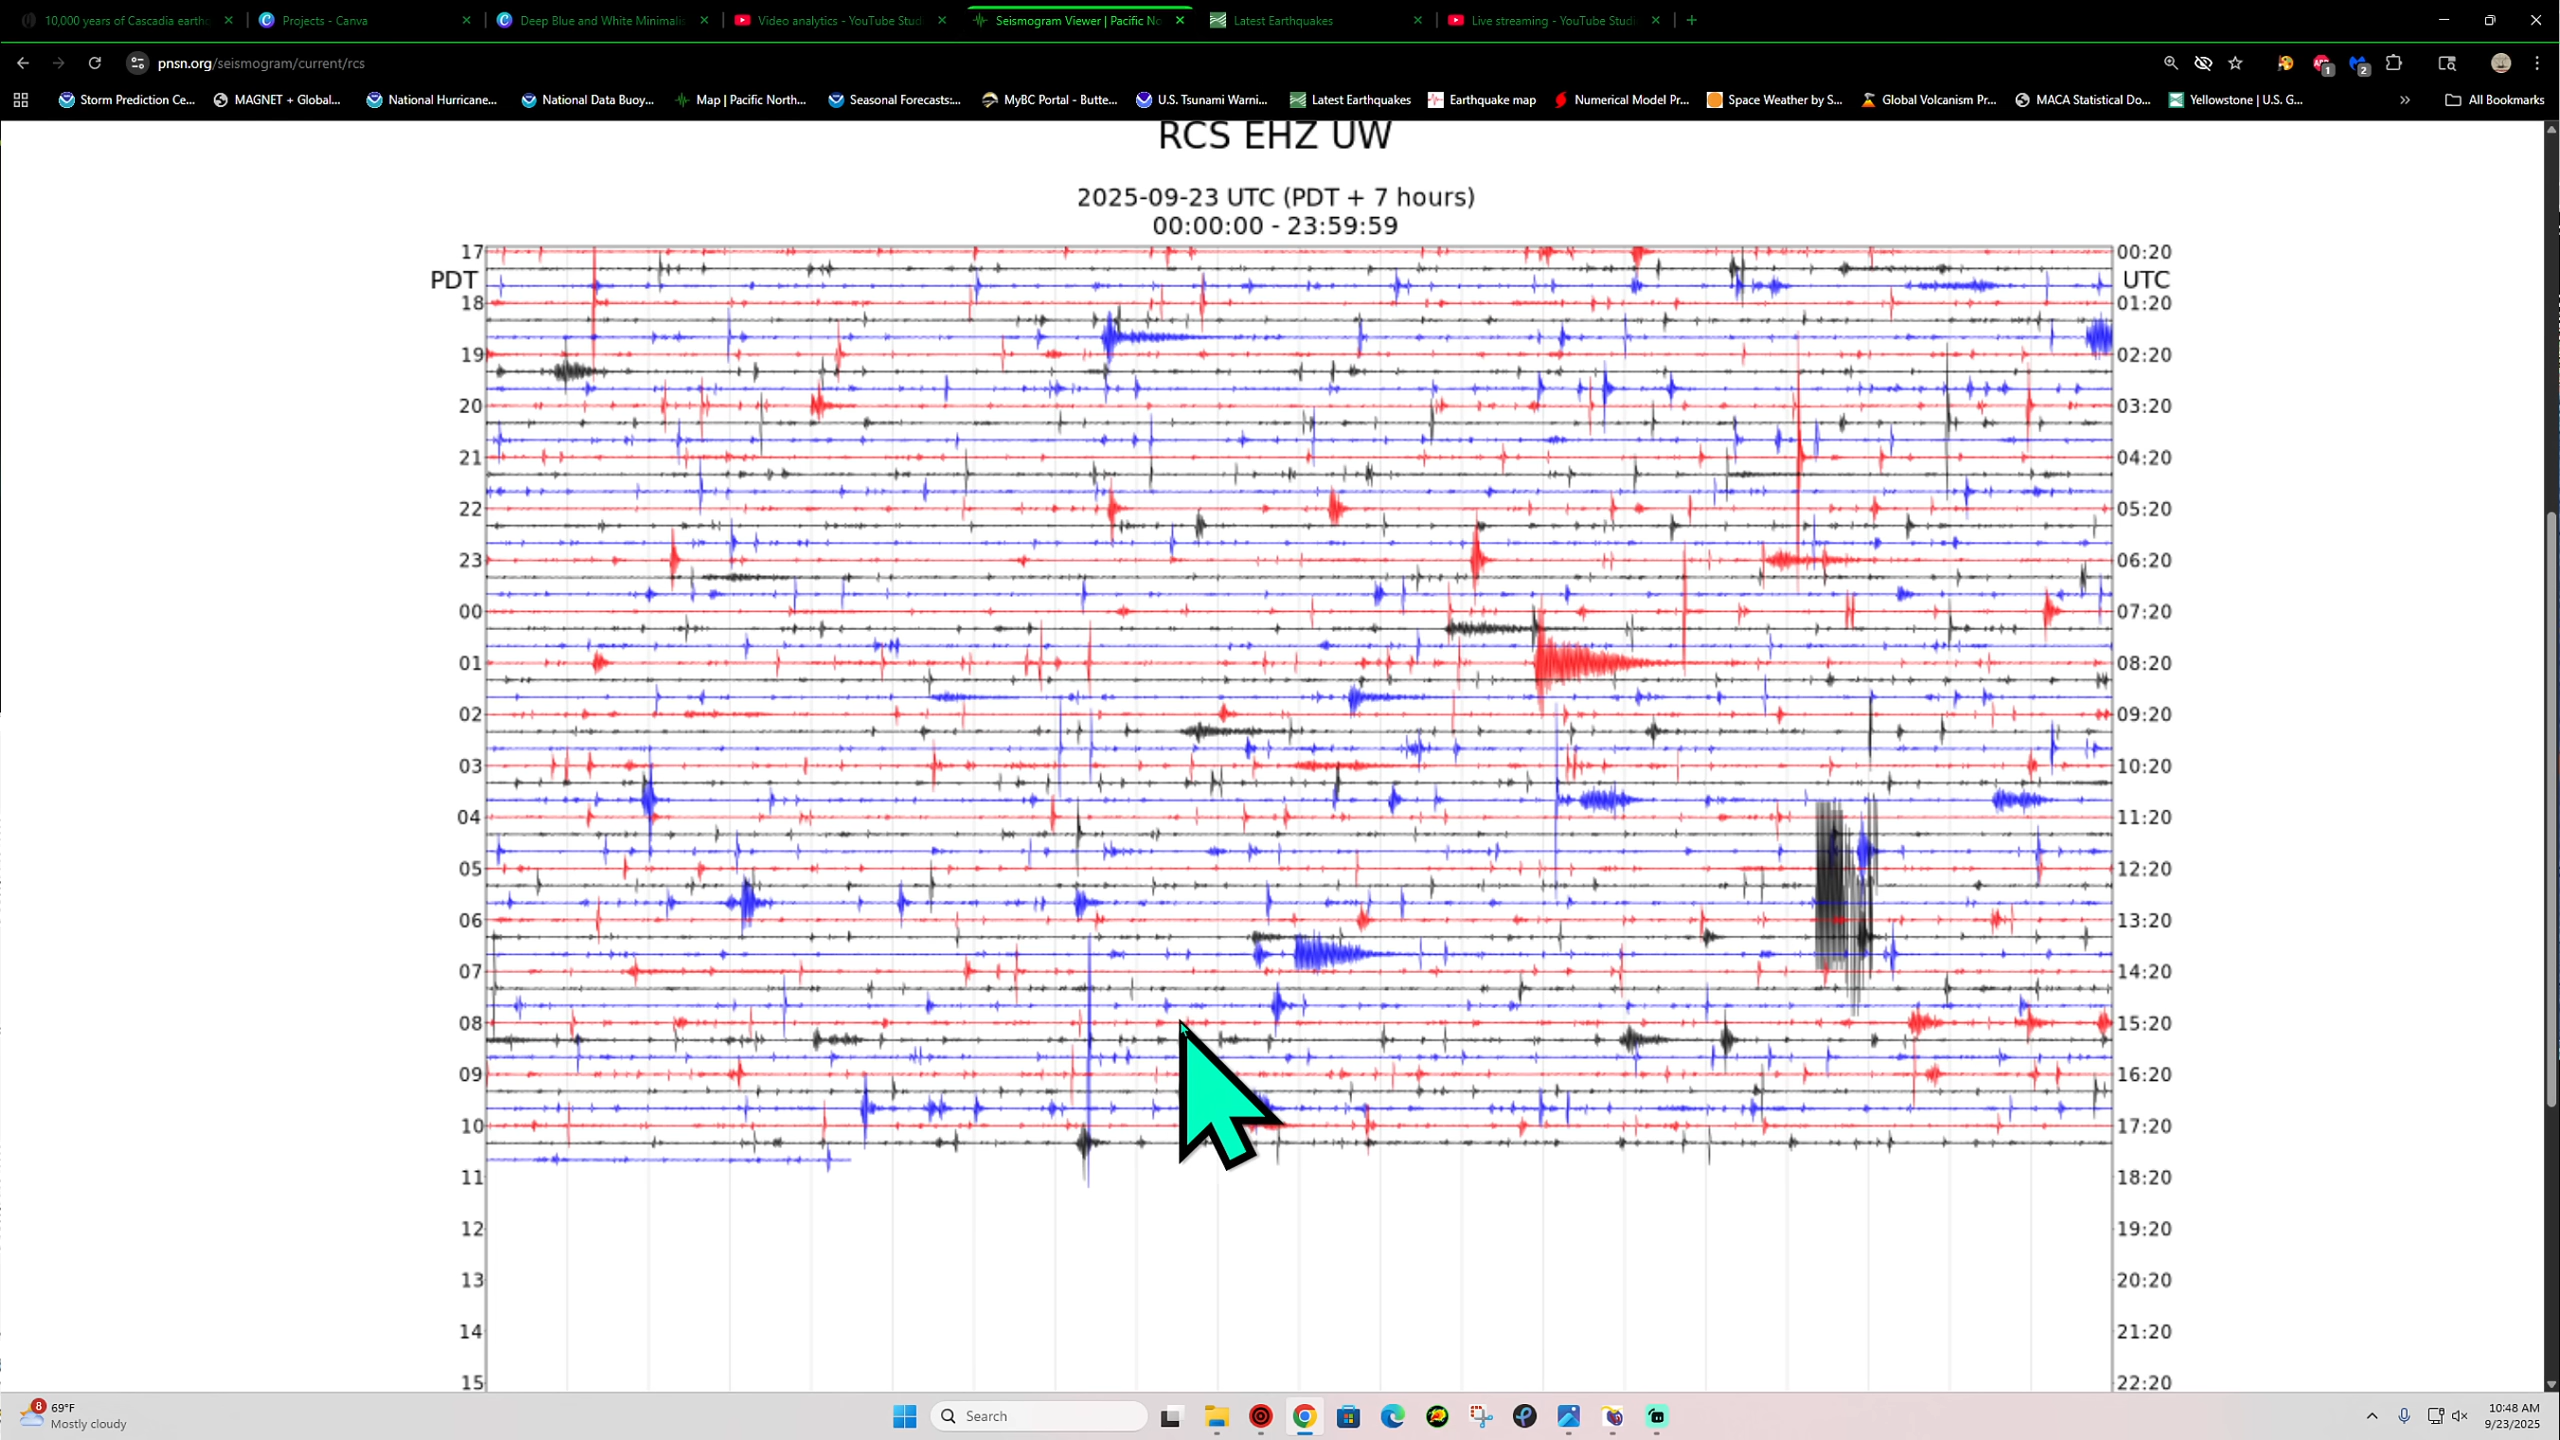 10,000 years of Cascadia earthc
Projects - Canva
Deep Blue and White Minimalis
Video analytics - YouTube Stud
Seismogram Viewer | Pacific No
Latest Earthquakes
Live streaming - YouTube Studi
pnsn.org/seismogram/current/rcs
Storm Prediction Ce...
MAGNET + Global...
National Hurricane...
National Data Buoy...
Map | Pacific North...
Seasonal Forecasts:...
MyBC Portal - Butte...
U.S. Tsunami Warni...
Latest Earthquakes
Earthquake map
Numerical Model Pr...
Space Weather by S...
Global Volcanism Pr...
MACA Statistical Do...
Yellowstone | U.S. G...
All Bookmarks
1
2
RCS EHZ UW
2025-09-23 UTC (PDT + 7 hours)
00:00:00 - 23:59:59
17 00:20
PDT UTC
18 01:20
19 02:20
20 03:20
21 04:20
22 05:20
23 06:20
00 07:20
01 08:20
02 09:20
03 10:20
04 11:20
05 12:20
06 13:20
07 14:20
08 15:20
09 16:20
10 17:20
11 18:20
12 19:20
13 20:20
14 21:20
15 22:20
8
69°F
Mostly cloudy
Search
10:48 AM
9/23/2025